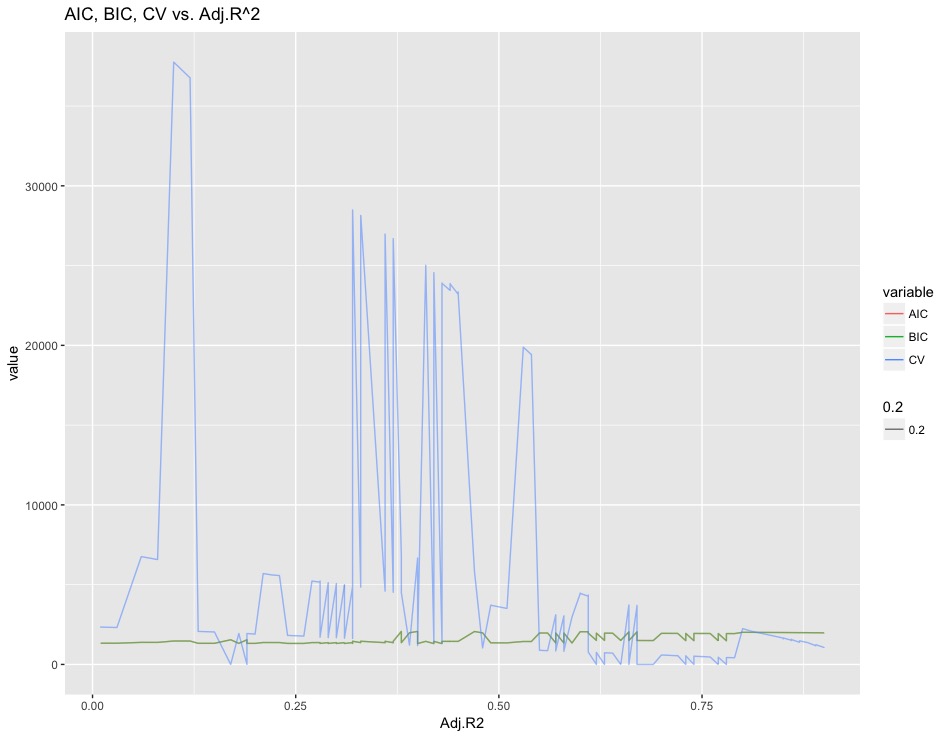 AIC, BIC, CV vs. Adj.R^2
30000
20000
10000
0
value
0.00
0.25
0.50
0.75
Adj.R2
variable
AIC
BIC
CV
0.2
0.2